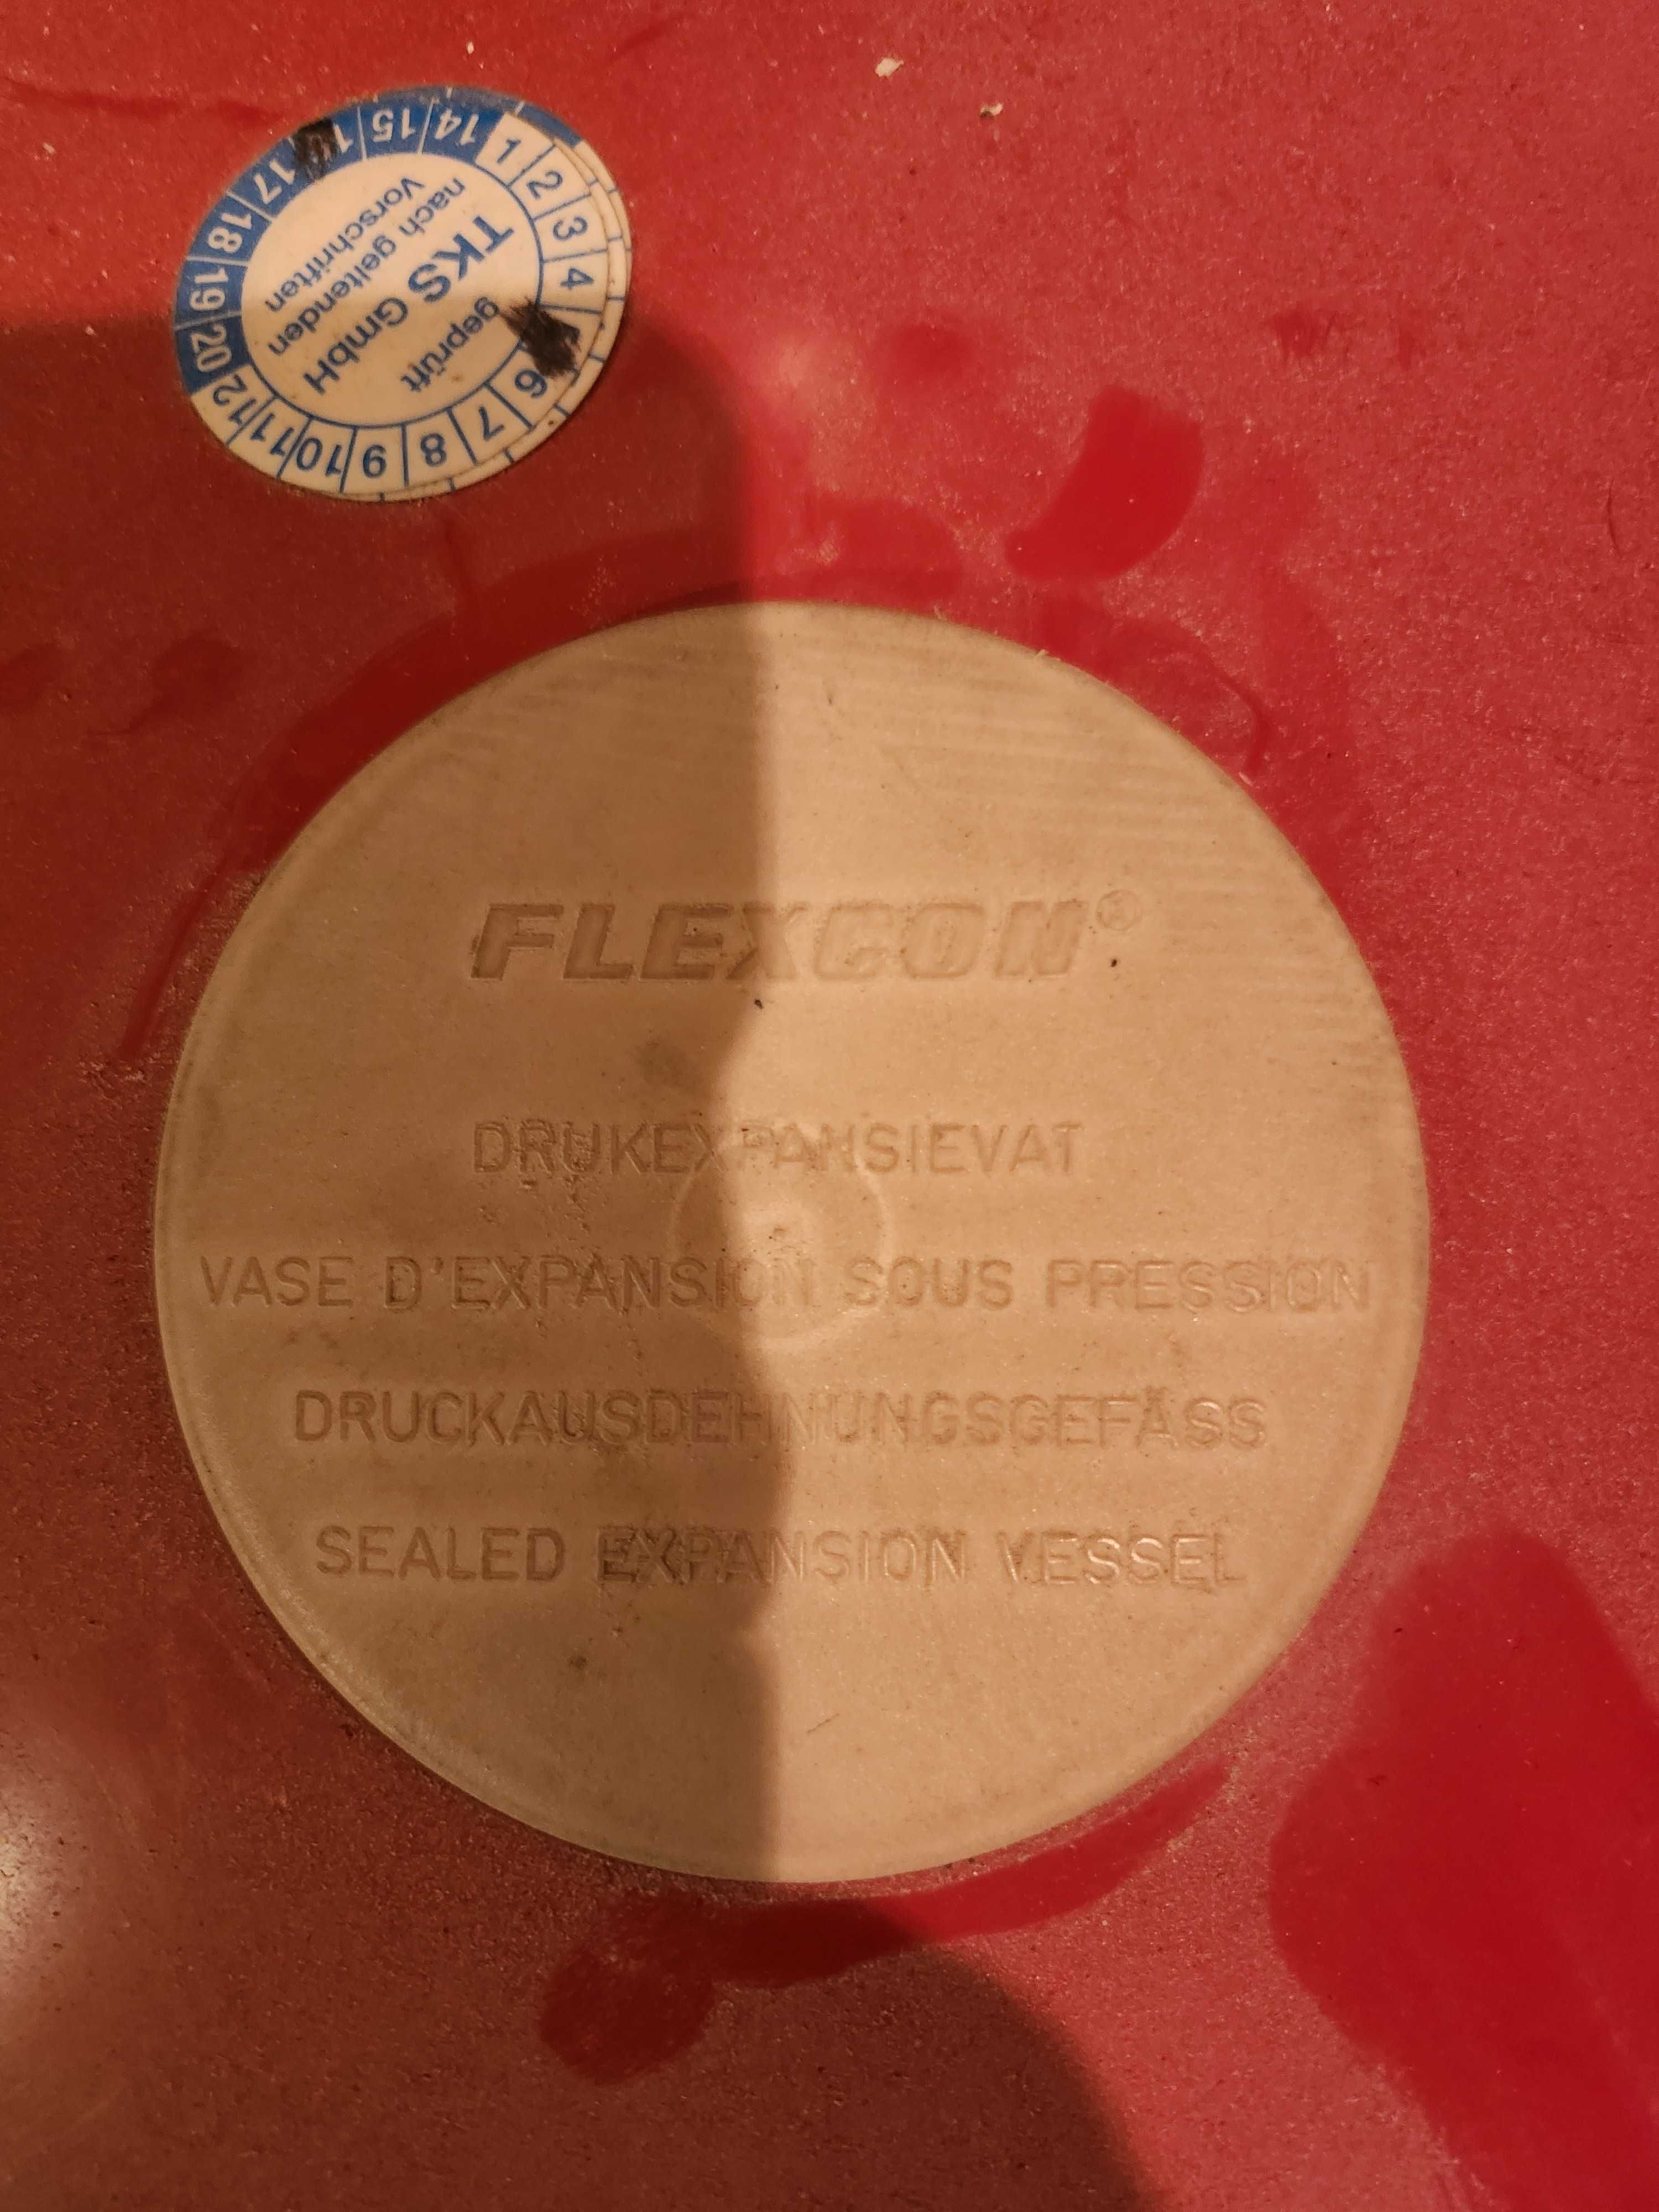 geprüft
TKS GmbH
nach geltenden
Vorschriften
1 2 3 4 6 7 8 9 10 11 12
14 15 17 18 19 20
FLEXCON®
DRUKEXPANSIEVAT
VASE D'EXPANSION SOUS PRESSION
DRUCKAUSDEHNUNGSGEFÄSS
SEALED EXPANSION VESSEL